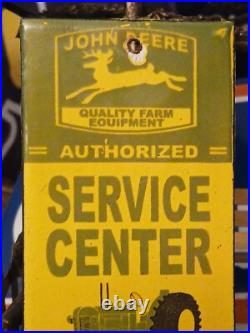 JOHN DEERE
QUALITY FARM
EQUIPMENT
= AUTHORIZED =
SERVICE
CENTER